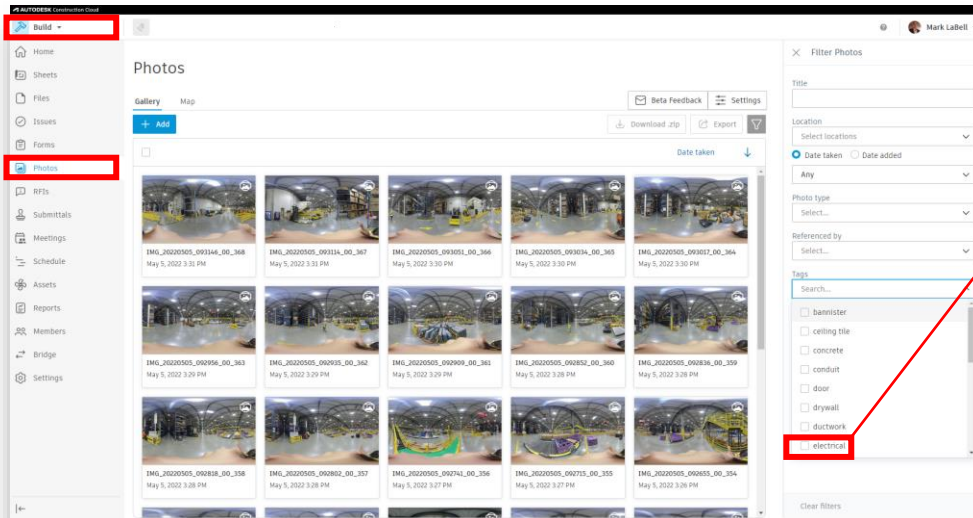 AUTODESK Construction Cloud
Build
Mark LaBell
Home
Sheets
Files
Issues
Forms
Photos
RFIs
Submittals
Meetings
Schedule
Assets
Reports
Members
Bridge
Settings
Photos
Gallery Map
Beta Feedback Settings
+ Add
Download .zip Export
Date taken
IMG_20220505_093146_00_368
May 5, 2022 3:31 PM
IMG_20220505_093114_00_367
May 5, 2022 3:31 PM
IMG_20220505_093051_00_366
May 5, 2022 3:30 PM
IMG_20220505_093034_00_365
May 5, 2022 3:30 PM
IMG_20220505_093017_00_364
May 5, 2022 3:30 PM
IMG_20220505_092956_00_363
May 5, 2022 3:29 PM
IMG_20220505_092935_00_362
May 5, 2022 3:29 PM
IMG_20220505_092909_00_361
May 5, 2022 3:29 PM
IMG_20220505_092852_00_360
May 5, 2022 3:28 PM
IMG_20220505_092836_00_359
May 5, 2022 3:28 PM
IMG_20220505_092818_00_358
May 5, 2022 3:28 PM
IMG_20220505_092802_00_357
May 5, 2022 3:28 PM
IMG_20220505_092741_00_356
May 5, 2022 3:27 PM
IMG_20220505_092715_00_355
May 5, 2022 3:27 PM
IMG_20220505_092655_00_354
May 5, 2022 3:26 PM
Filter Photos
Title
Location
Select locations
Date taken Date added
Any
Photo type
Select...
Referenced by
Select...
Tags
Search...
bannister
ceiling tile
concrete
conduit
door
drywall
ductwork
electrical
Clear filters